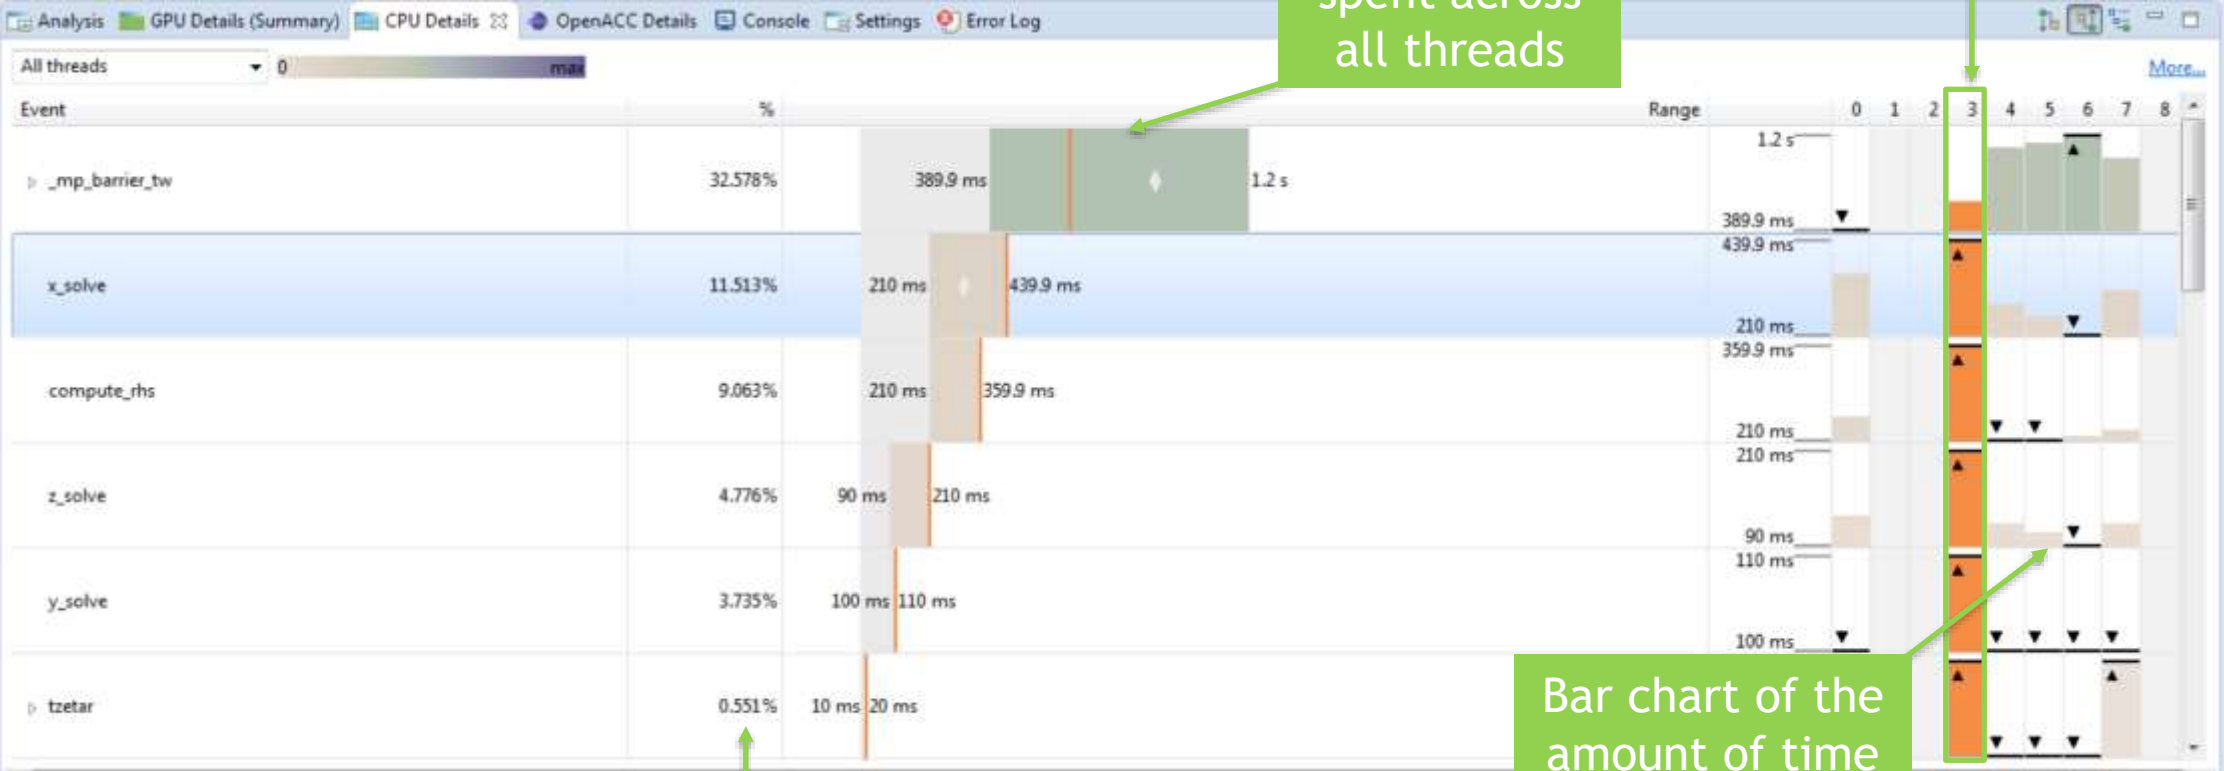 Analysis GPU Details (Summary) CPU Details OpenACC Details Console Settings Error Log
spent across
all threads
All threads 0 max More...
Event % Range 0 1 2 3 4 5 6 7 8
_mp_barrier_tw 32.578% 389.9 ms 1.2 s 1.2 s
389.9 ms
x_solve 11.513% 210 ms 439.9 ms 439.9 ms
210 ms
compute_rhs 9.063% 210 ms 359.9 ms 359.9 ms
210 ms
z_solve 4.776% 90 ms 210 ms 210 ms
90 ms
y_solve 3.735% 100 ms 110 ms 110 ms
100 ms
tzetar 0.551% 10 ms 20 ms
Bar chart of the
amount of time